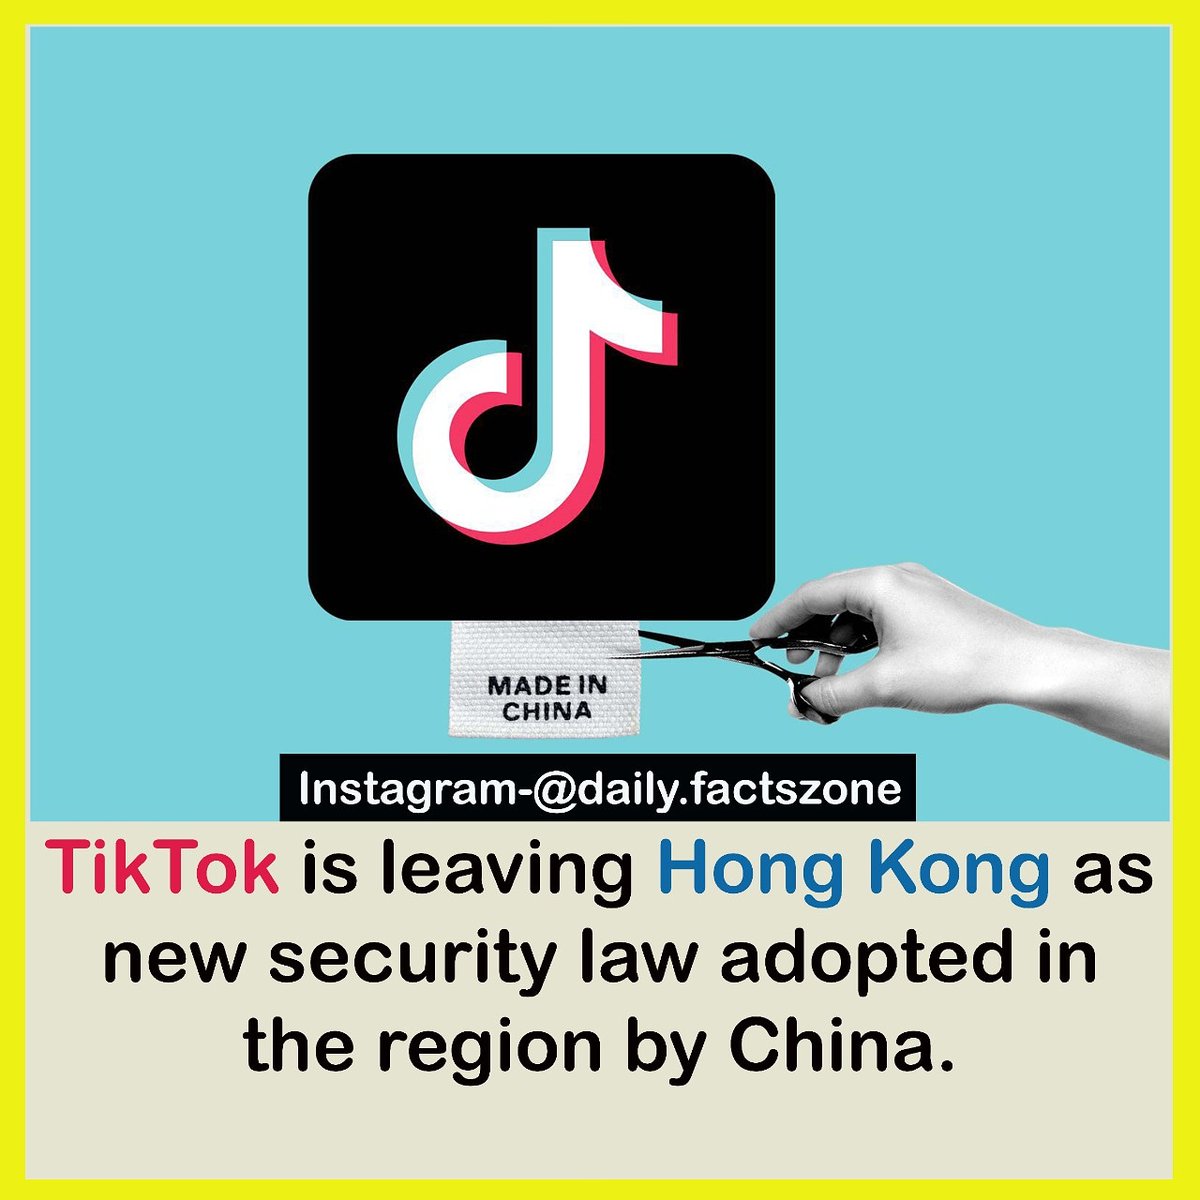 MADE IN
CHINA
Instagram-@daily.factszone
TikTok is leaving Hong Kong as
new security law adopted in
the region by China.